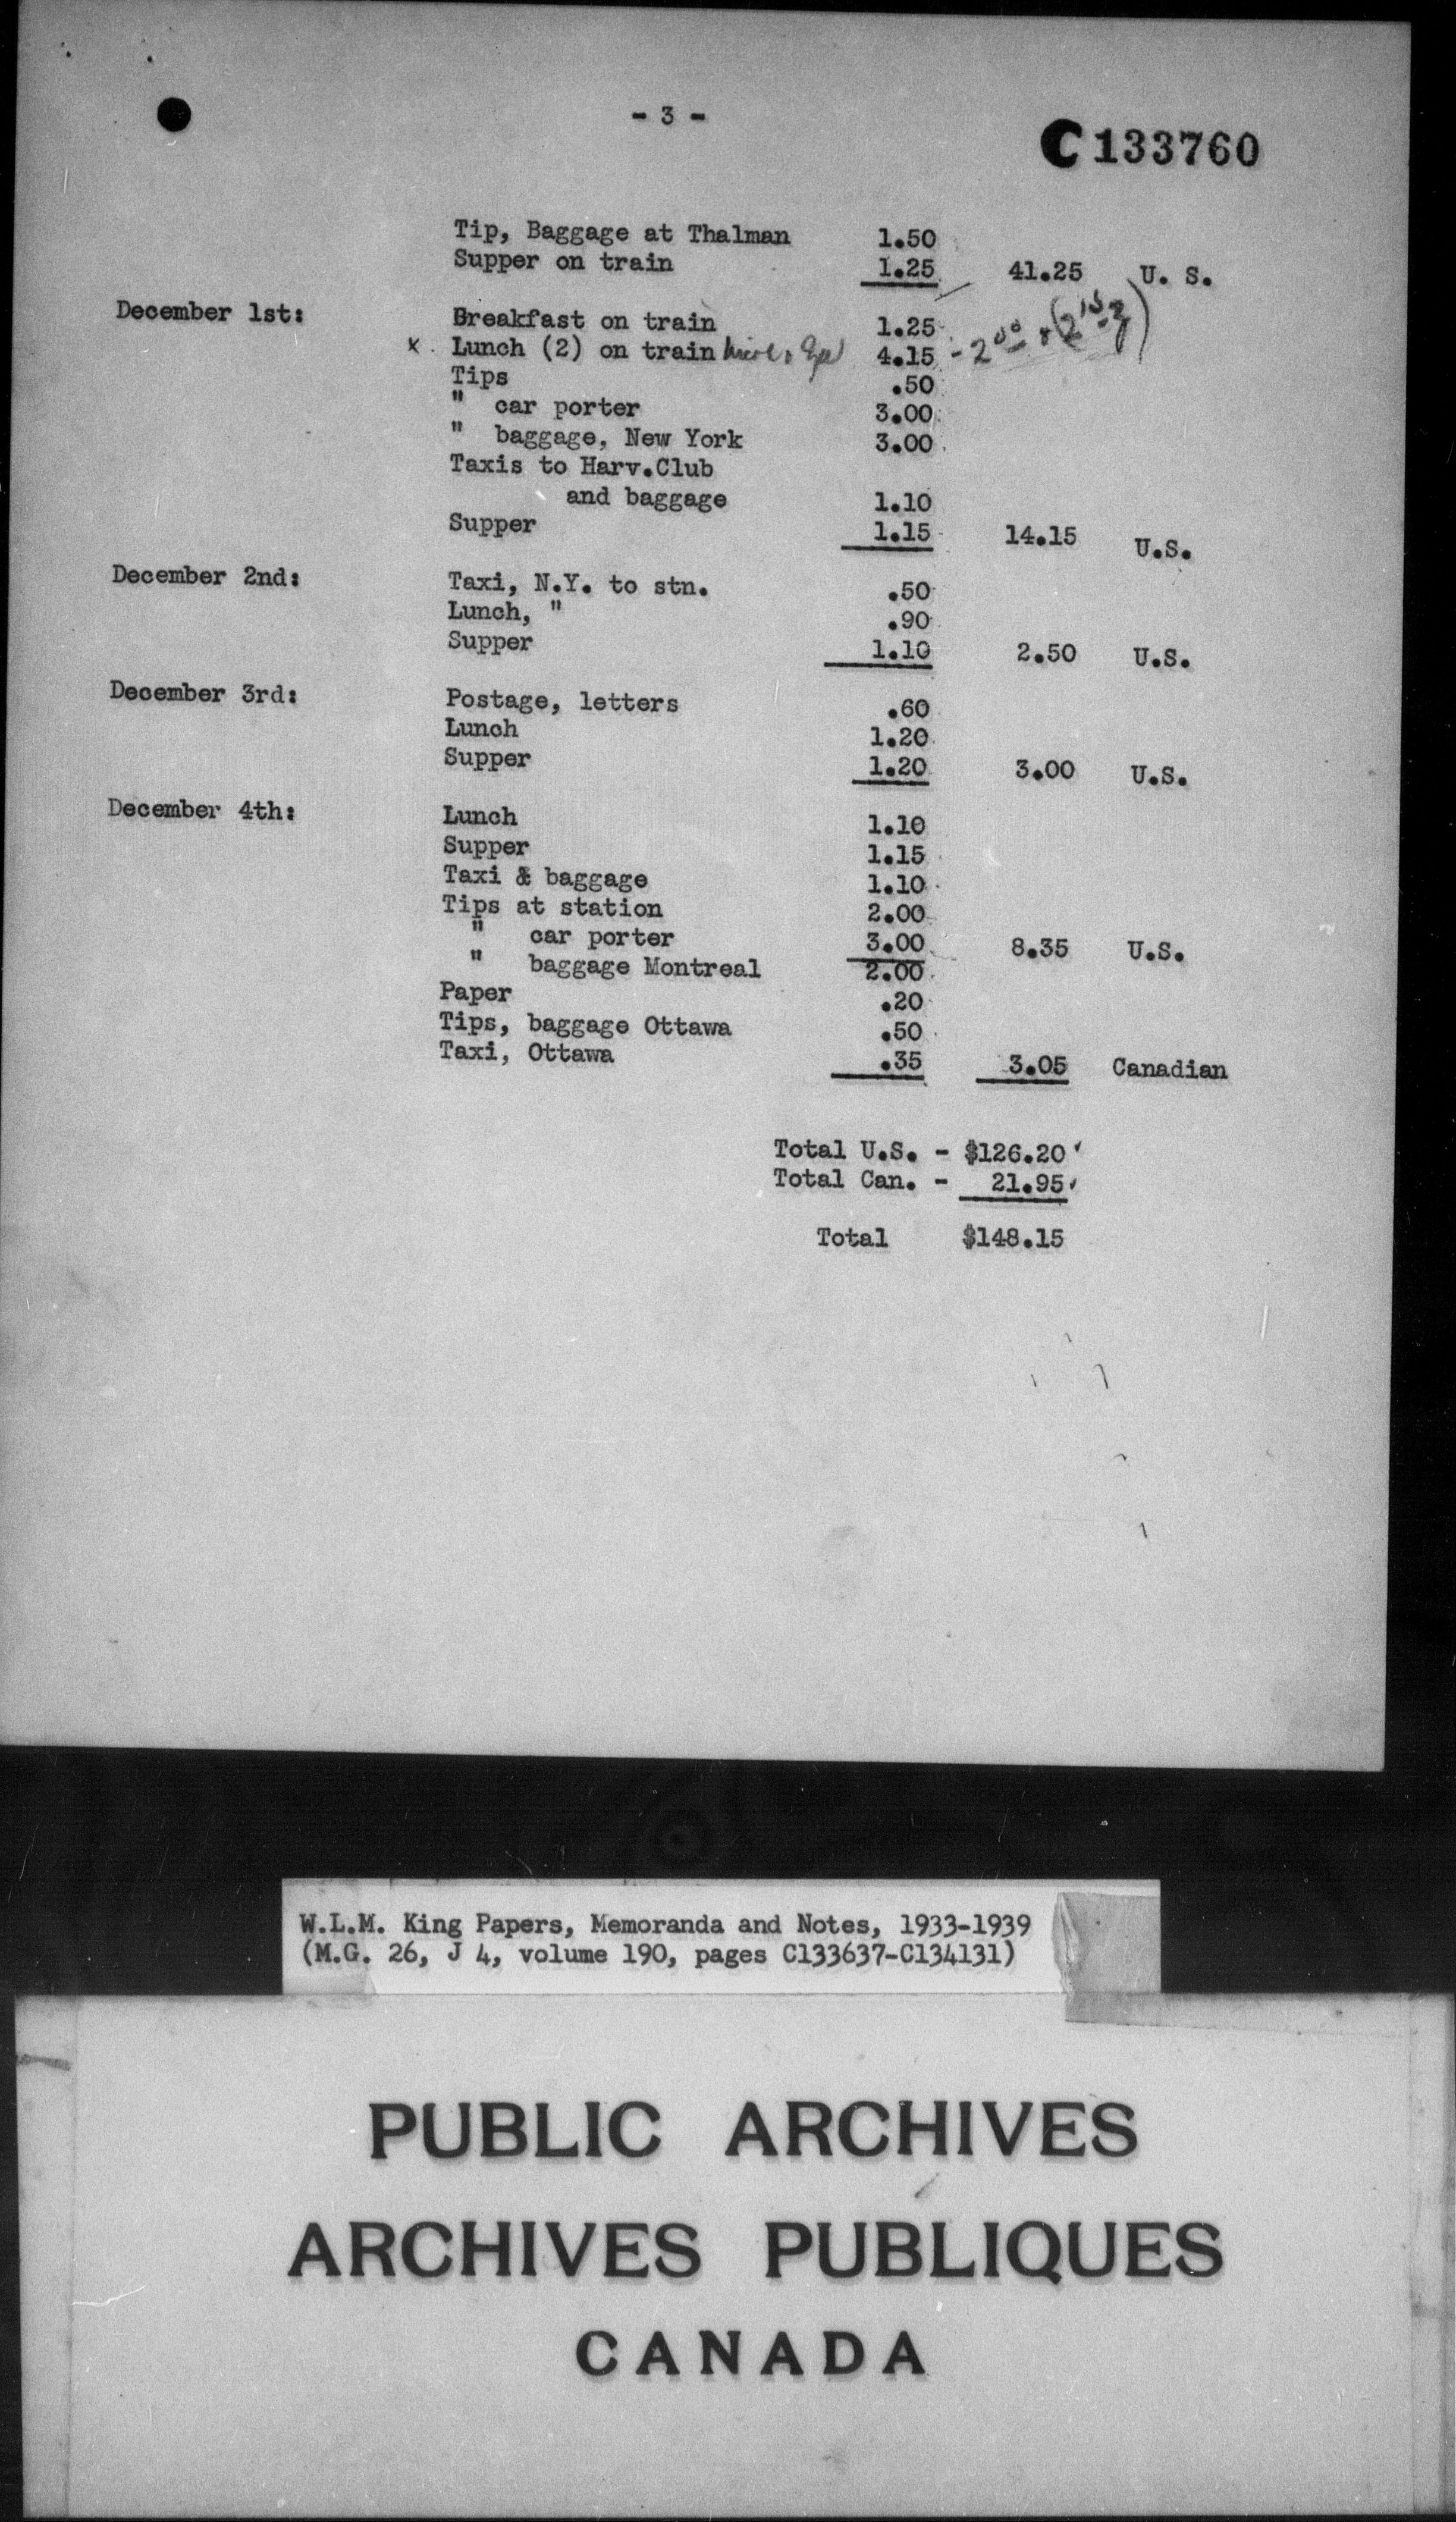 - 3 -
C 133760
Tip, Baggage at Thalman 1.50
Supper on train 1.25 41.25 U. S.
December 1st: Breakfast on train 1.25
x Lunch (2) on train 4.15 - 2.00
Tips .50
" car porter 3.00
" baggage, New York 3.00
Taxis to Harv.Club
and baggage 1.10
Supper 1.15 14.15 U.S.
December 2nd: Taxi, N.Y. to stn. .50
Lunch, " .90
Supper 1.10 2.50 U.S.
December 3rd: Postage, letters .60
Lunch 1.20
Supper 1.20 3.00 U.S.
December 4th: Lunch 1.10
Supper 1.15
Taxi & baggage 1.10
Tips at station 2.00
" car porter 3.00 8.35 U.S.
" baggage Montreal 2.00
Paper .20
Tips, baggage Ottawa .50
Taxi, Ottawa .35 3.05 Canadian
Total U.S. - $126.20
Total Can. - 21.95
Total $148.15
W.L.M. King Papers, Memoranda and Notes, 1933-1939
(M.G. 26, J 4, volume 190, pages C133637-C134131)
PUBLIC ARCHIVES
ARCHIVES PUBLIQUES
CANADA